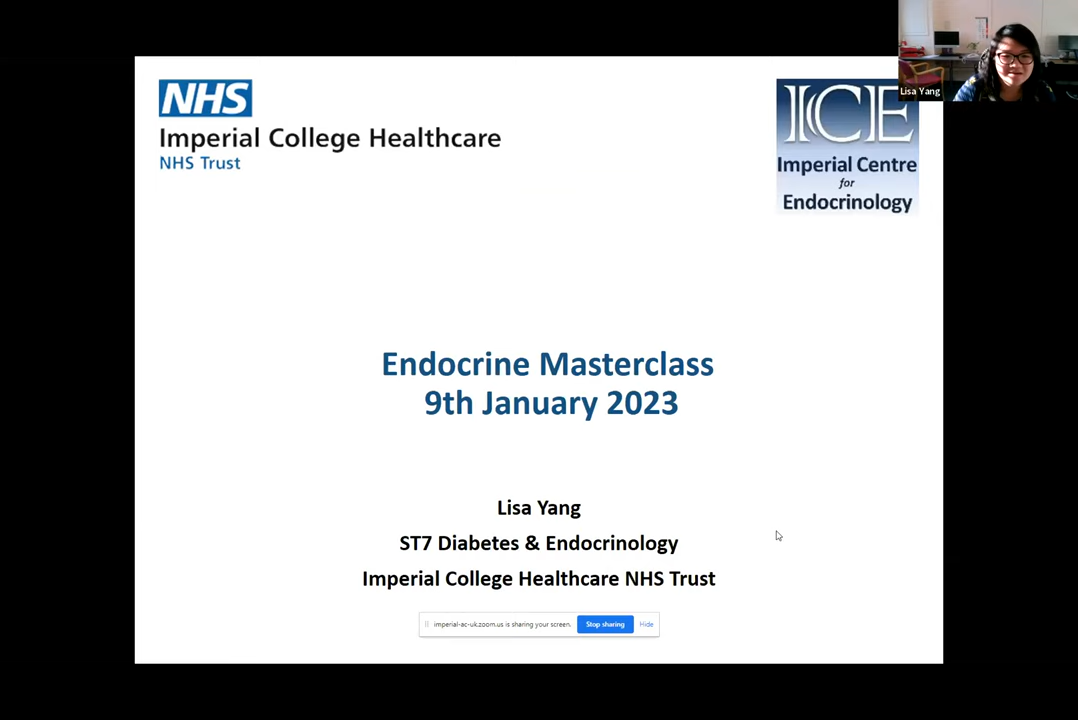 NHS
Imperial College Healthcare
NHS Trust
ICE
Imperial Centre
for
Endocrinology
Lisa Yang
Endocrine Masterclass
9th January 2023
Lisa Yang
ST7 Diabetes & Endocrinology
Imperial College Healthcare NHS Trust
imperial-ac-uk.zoom.us is sharing your screen.
Stop sharing
Hide